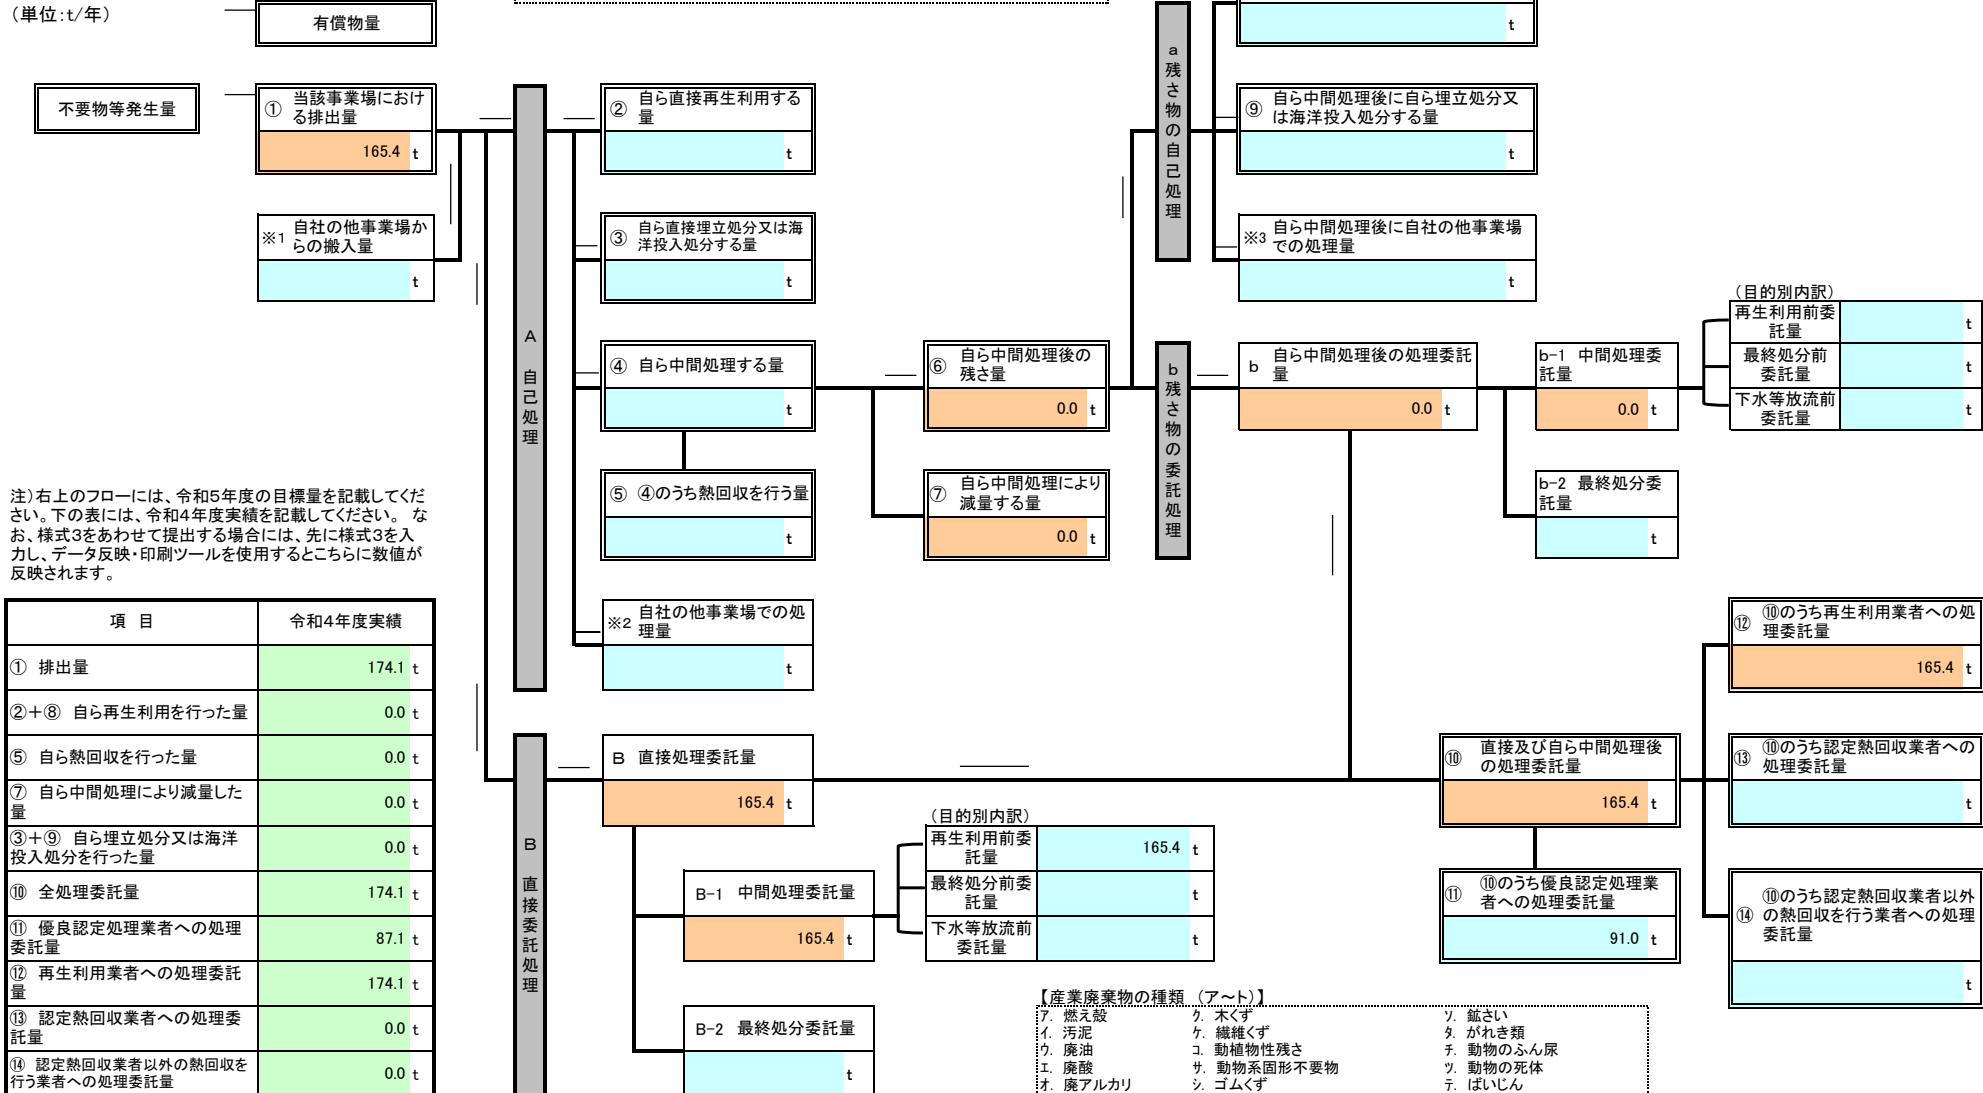 （単位：t/年）
有償物量
t
不要物等発生量
① 当該事業場におけ
る排出量
165.4 t
※1 自社の他事業場か
らの搬入量
t
A 自己処理
② 自ら直接再生利用する
量
t
③ 自ら直接埋立処分又は海
洋投入処分する量
t
④ 自ら中間処理する量
t
⑤ ④のうち熱回収を行う量
t
※2 自社の他事業場での処
理量
t
⑥ 自ら中間処理後の
残さ量
0.0 t
⑦ 自ら中間処理により
減量する量
0.0 t
a 残さ物の自己処理
⑨ 自ら中間処理後に自ら埋立処分又
は海洋投入処分する量
t
※3 自ら中間処理後に自社の他事業場
での処理量
t
b 残さ物の委託処理
b 自ら中間処理後の処理委託
量
0.0 t
b-1 中間処理委
託量
0.0 t
b-2 最終処分委
託量
t
（目的別内訳）
再生利用前委
託量
t
最終処分前
委託量
t
下水等放流前
委託量
t
注）右上のフローには、令和５年度の目標量を記載してくだ
さい。下の表には、令和４年度実績を記載してください。 な
お、様式３をあわせて提出する場合には、先に様式３を入
力し、データ反映・印刷ツールを使用するとこちらに数値が
反映されます。
項 目 令和４年度実績
① 排出量 174.1 t
②＋⑧ 自ら再生利用を行った量 0.0 t
⑤ 自ら熱回収を行った量 0.0 t
⑦ 自ら中間処理により減量した
量 0.0 t
③＋⑨ 自ら埋立処分又は海洋
投入処分を行った量 0.0 t
⑩ 全処理委託量 174.1 t
⑪ 優良認定処理業者への処理
委託量 87.1 t
⑫ 再生利用業者への処理委託
量 174.1 t
⑬ 認定熱回収業者への処理委
託量 0.0 t
⑭ 認定熱回収業者以外の熱回収を
行う業者への処理委託量 0.0 t
B 直接委託処理
B 直接処理委託量
165.4 t
B-1 中間処理委託量
165.4 t
B-2 最終処分委託量
t
（目的別内訳）
再生利用前委
託量
165.4 t
最終処分前委
託量
t
下水等放流前
委託量
t
⑩ 直接及び自ら中間処理後
の処理委託量
165.4 t
⑪ ⑩のうち優良認定処理業
者への処理委託量
91.0 t
⑫ ⑩のうち再生利用業者への処
理委託量
165.4 t
⑬ ⑩のうち認定熱回収業者への
処理委託量
t
⑭ ⑩のうち認定熱回収業者以外
の熱回収を行う業者への処理
委託量
t
【産業廃棄物の種類 （ア～ト）】
ア. 燃え殻 ク. 木くず ソ. 鉱さい
イ. 汚泥 ケ. 繊維くず タ. がれき類
ウ. 廃油 コ. 動植物性残さ チ. 動物のふん尿
エ. 廃酸 サ. 動物系固形不要物 ツ. 動物の死体
オ. 廃アルカリ シ. ゴムくず テ. ばいじん